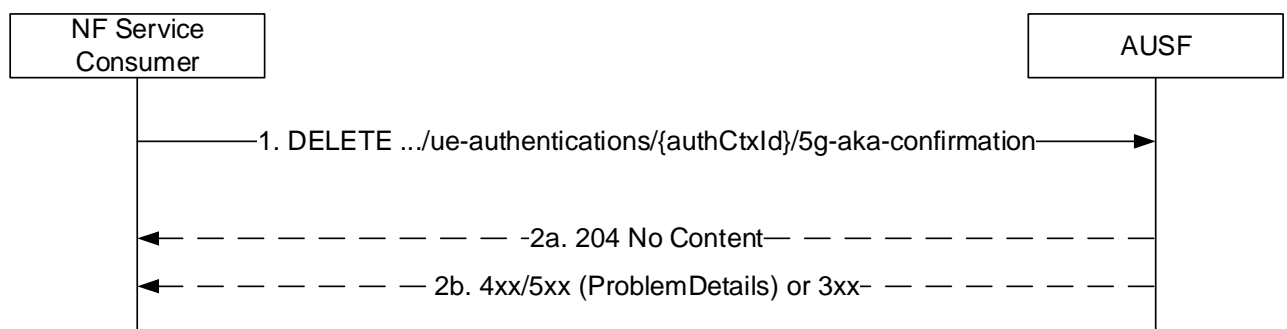 NF Service
Consumer
AUSF
1. DELETE .../ue-authentications/{authCtxId}/5g-aka-confirmation
2a. 204 No Content
2b. 4xx/5xx (ProblemDetails) or 3xx